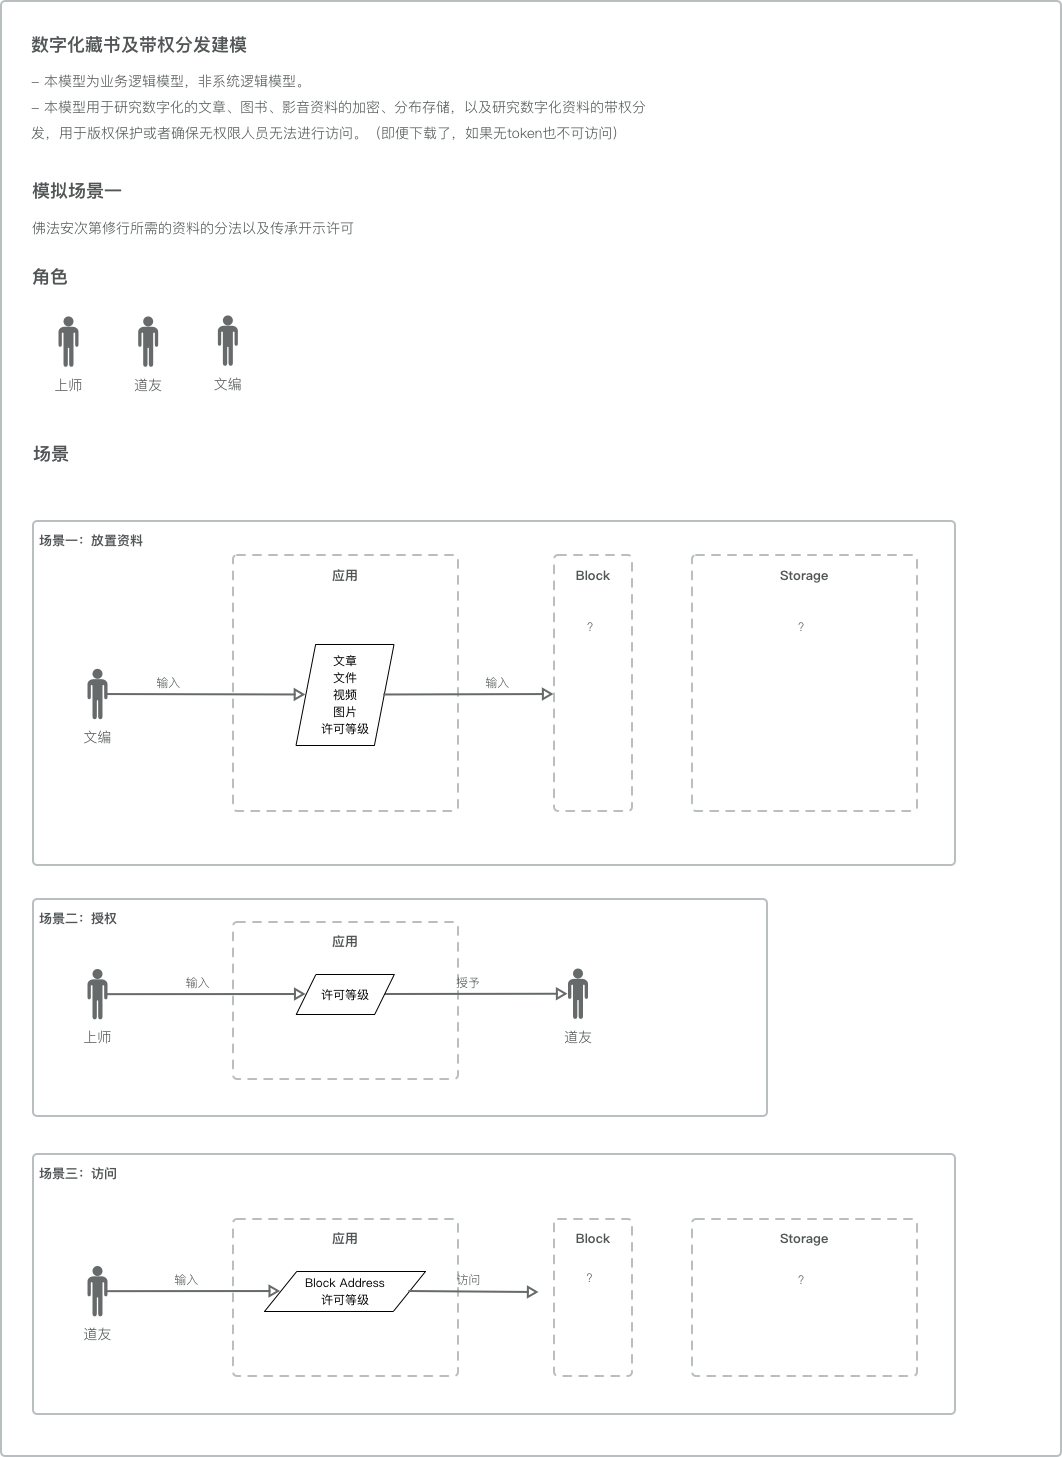 数字化藏书及带权分发建模
– 本模型为业务逻辑模型，非系统逻辑模型。
– 本模型用于研究数字化的文章、图书、影音资料的加密、分布存储，以及研究数字化资料的带权分
发，用于版权保护或者确保无权限人员无法进行访问。（即便下载了，如果无token也不可访问）
模拟场景一
佛法安次第修行所需的资料的分法以及传承开示许可
角色
上师 道友 文编
场景
场景一：放置资料
应用 Block Storage
? ?
文章
文件
输入 输入
视频
图片
许可等级
文编
场景二：授权
应用
输入 授予
许可等级
上师 道友
场景三：访问
应用 Block Storage
? ?
输入 访问
Block Address
许可等级
道友